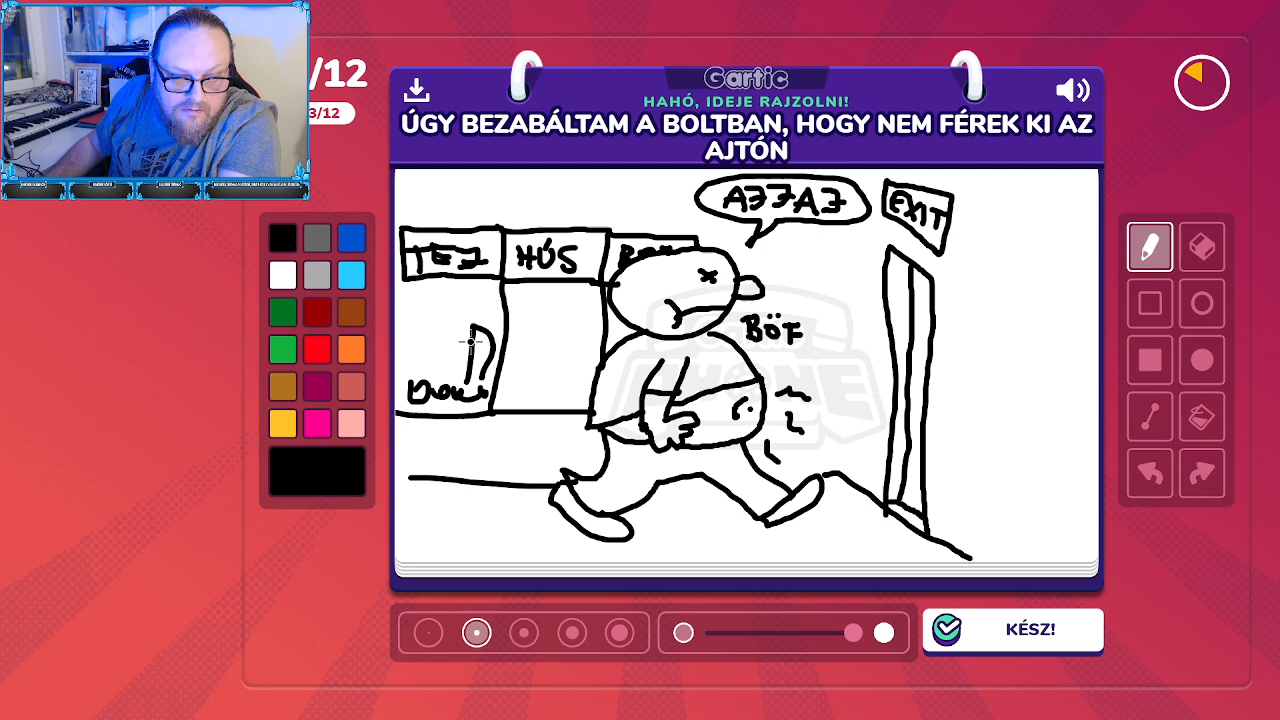 /12
3/12
Gartic
HAHÓ, IDEJE RAJZOLNI!
ÚGY BEZABÁLTAM A BOLTBAN, HOGY NEM FÉREK KI AZ
AJTÓN
AJJAJ
EXIT
TEJ
HÚS
BÖF
PHONE
KÉSZ!